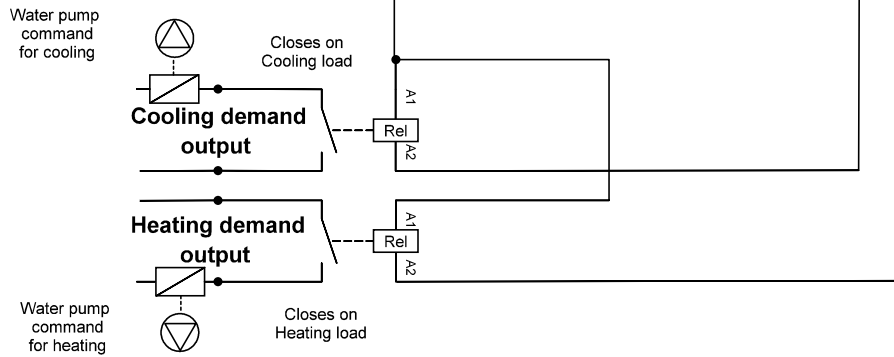 Water pump
command
for cooling
Closes on
Cooling load
A1
Cooling demand
output
Rel
A2
Heating demand
output
A1
Rel
A2
Water pump
command
for heating
Closes on
Heating load